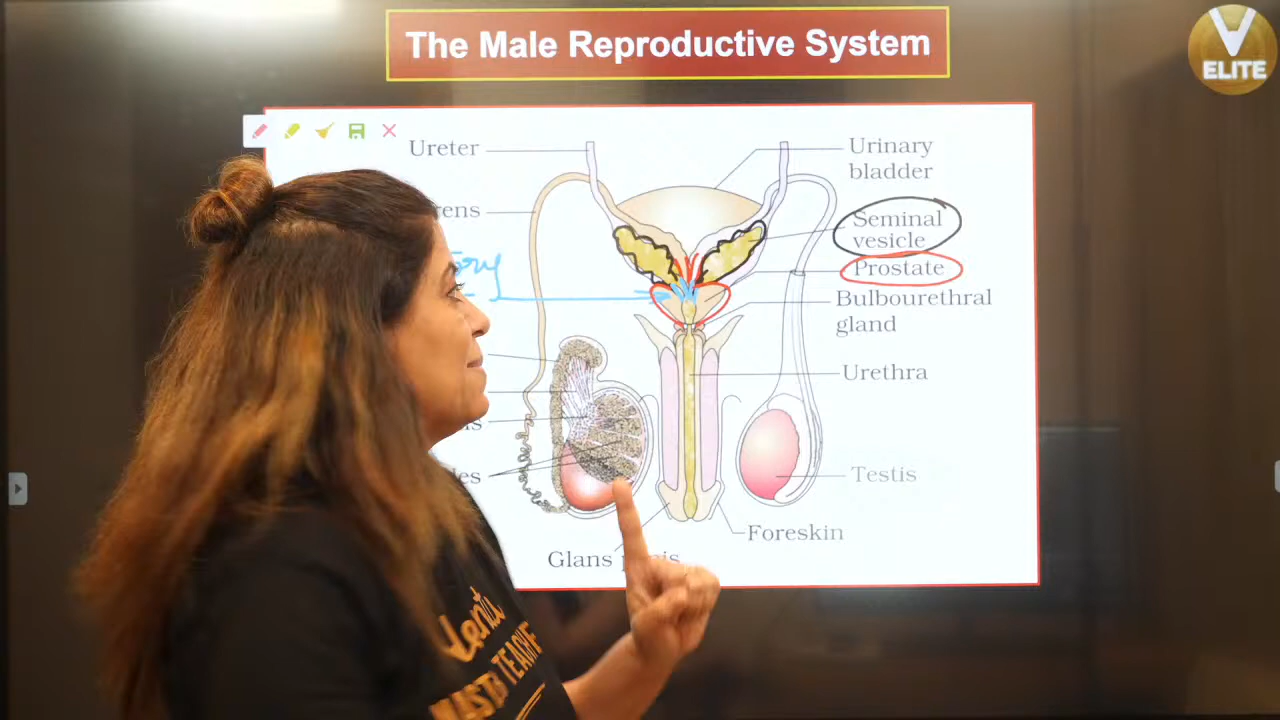 The Male Reproductive System
V
ELITE
Ureter
Urinary
bladder
Seminal
vesicle
Prostate
Bulbourethral
gland
Urethra
Testis
Foreskin
Glans